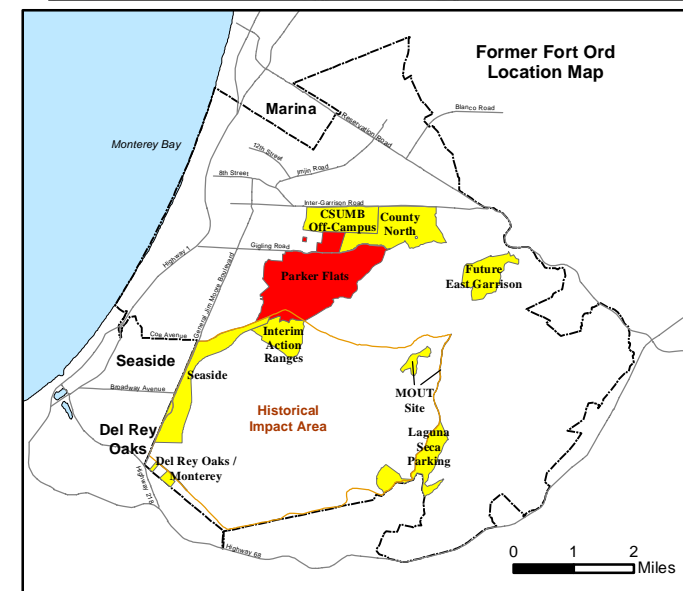 Former Fort Ord
Location Map
Marina
Blanco Road
Reservation Road
Monterey Bay
12th Street
Imjin Road
8th Street
Inter-Garrison Road
CSUMB
Off-Campus
County
North
Gigling Road
Highway 1
General Jim Moore Boulevard
Parker Flats
Future
East Garrison
Coe Avenue
Interim
Action
Ranges
Seaside
Seaside
Broadway Avenue
MOUT
Site
Historical
Impact Area
Del Rey
Oaks
Laguna
Seca
Parking
Del Rey Oaks /
Monterey
Highway 218
Highway 68
0 1 2
Miles